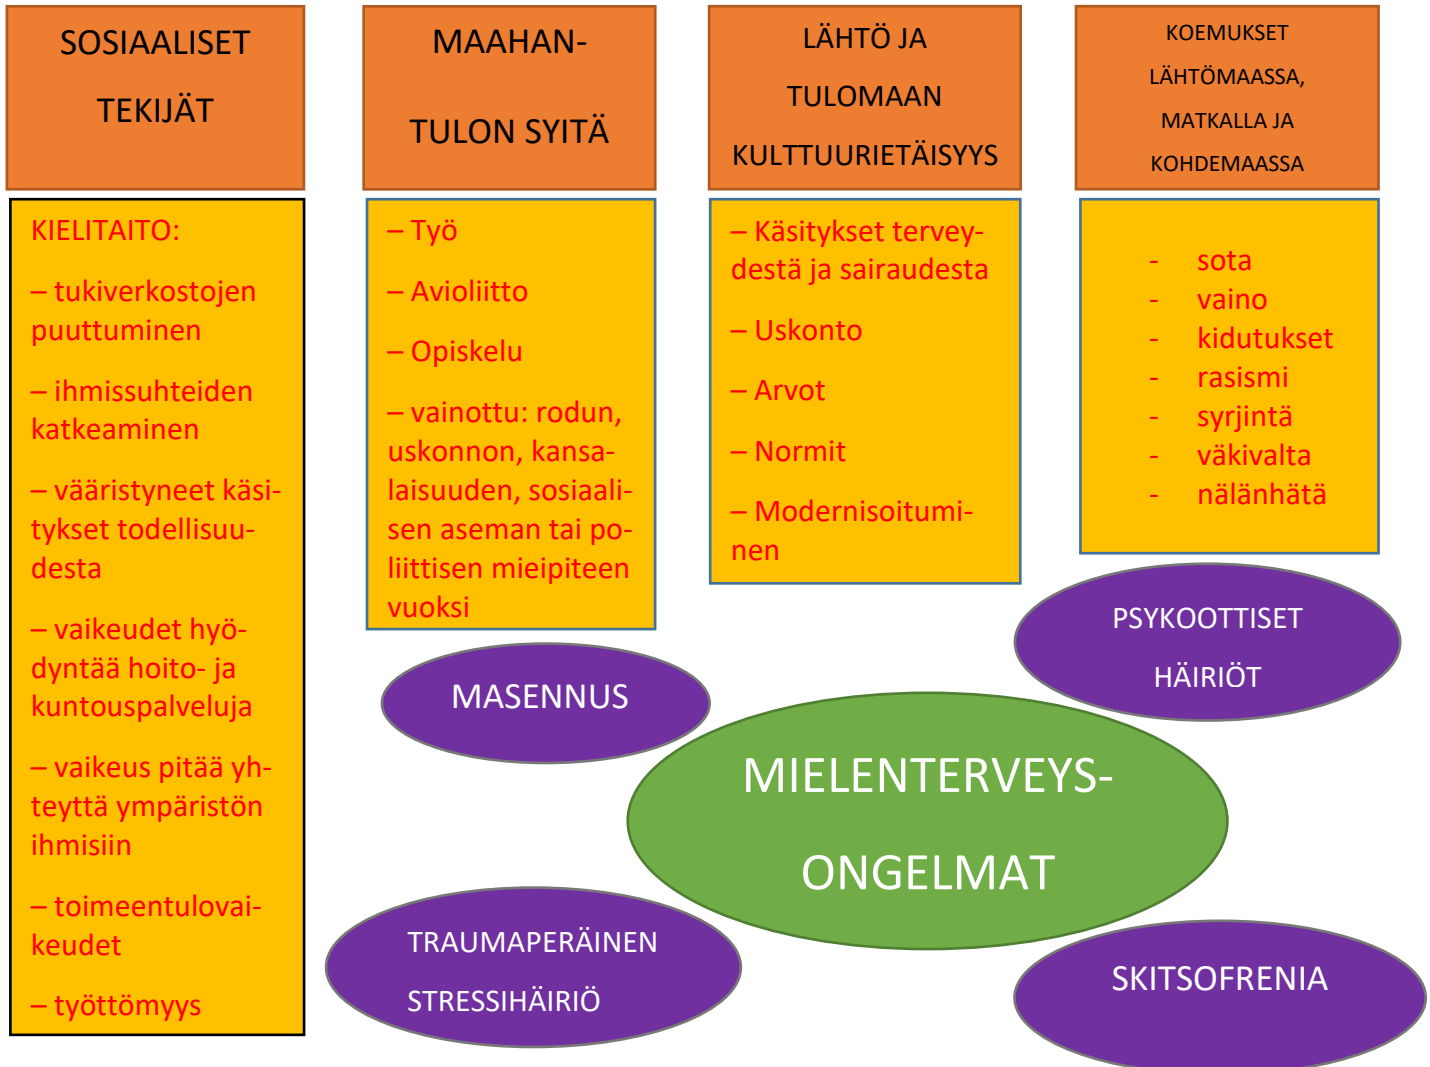 SOSIAALISET
TEKIJÄT
KIELITAITO:
– tukiverkostojen
puuttuminen
– ihmissuhteiden
katkeaminen
– vääristyneet käsi-
tykset todellisuu-
desta
– vaikeudet hyö-
dyntää hoito- ja
kuntouspalveluja
– vaikeus pitää yh-
teyttä ympäristön
ihmisiin
– toimeentulovai-
keudet
– työttömyys
MAAHAN-
TULON SYITÄ
– Työ
– Avioliitto
– Opiskelu
– vainottu: rodun,
uskonnon, kansa-
laisuuden, sosiaali-
sen aseman tai po-
liittisen mieipiteen
vuoksi
LÄHTÖ JA
TULOMAAN
KULTTUURIETÄISYYS
– Käsitykset tervey-
destä ja sairaudesta
– Uskonto
– Arvot
– Normit
– Modernisoitumi-
nen
KOEMUKSET
LÄHTÖMAASSA,
MATKALLA JA
KOHDEMAASSA
- sota
- vaino
- kidutukset
- rasismi
- syrjintä
- väkivalta
- nälänhätä
PSYKOOTTISET
HÄIRIÖT
MASENNUS
MIELENTERVEYS-
ONGELMAT
TRAUMAPERÄINEN
STRESSIHÄIRIÖ
SKITSOFRENIA